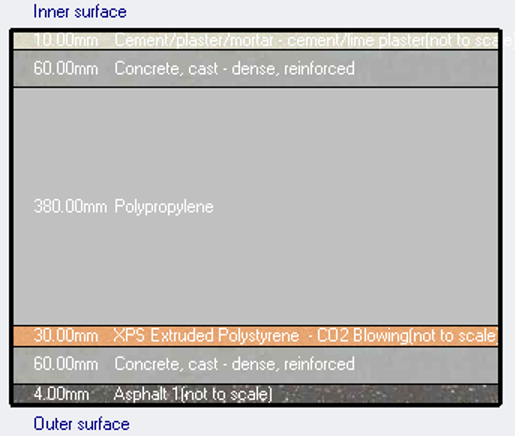 Inner surface
10.00mm Cement/plaster/mortar - cement/lime plaster(not to scale
60.00mm Concrete, cast - dense, reinforced
380.00mm Polypropylene
30.00mm XPS Extruded Polystyrene - CO2 Blowing(not to scale
60.00mm Concrete, cast - dense, reinforced
4.00mm Asphalt 1(not to scale)
Outer surface